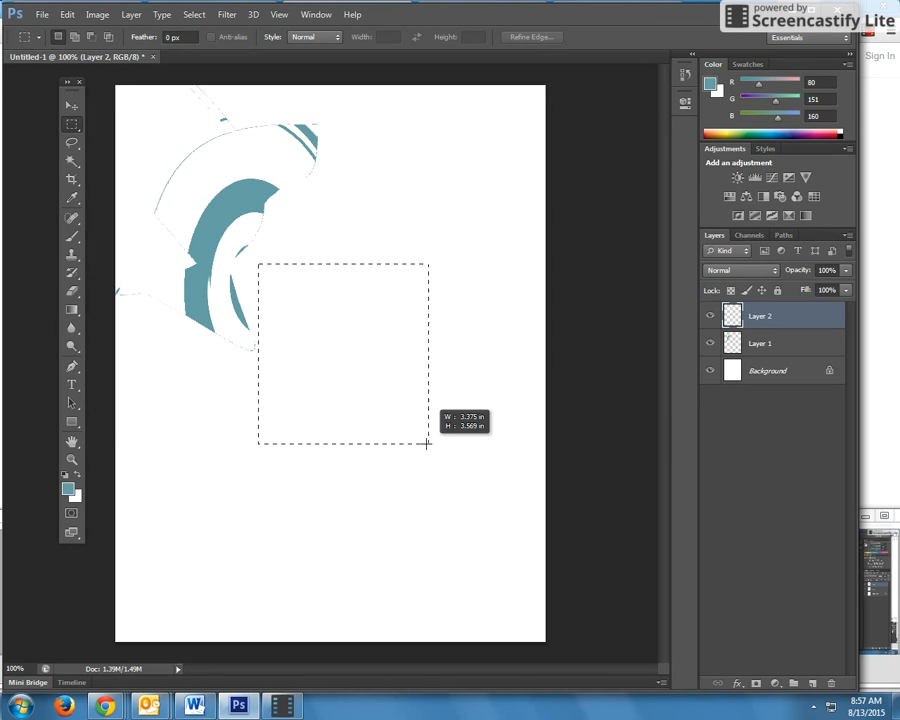 powered by
Screencastify Lite
Ps File Edit Image Layer Type Select Filter 3D View Window Help
Feather: 0 px Anti-alias Style: Normal Width: Height: Refine Edge... Essentials
Untitled-1 @ 100% (Layer 2, RGB/8) * ×
Sign In
Color Swatches
R 80
G 151
B 160
Adjustments Styles
Add an adjustment
Layers Channels Paths
Kind
Normal Opacity: 100%
Lock: Fill: 100%
Layer 2
Layer 1
Background
W : 3.375 in
H : 3.569 in
100% Doc: 1.39M/1.49M
Mini Bridge Timeline
8:57 AM
8/13/2015